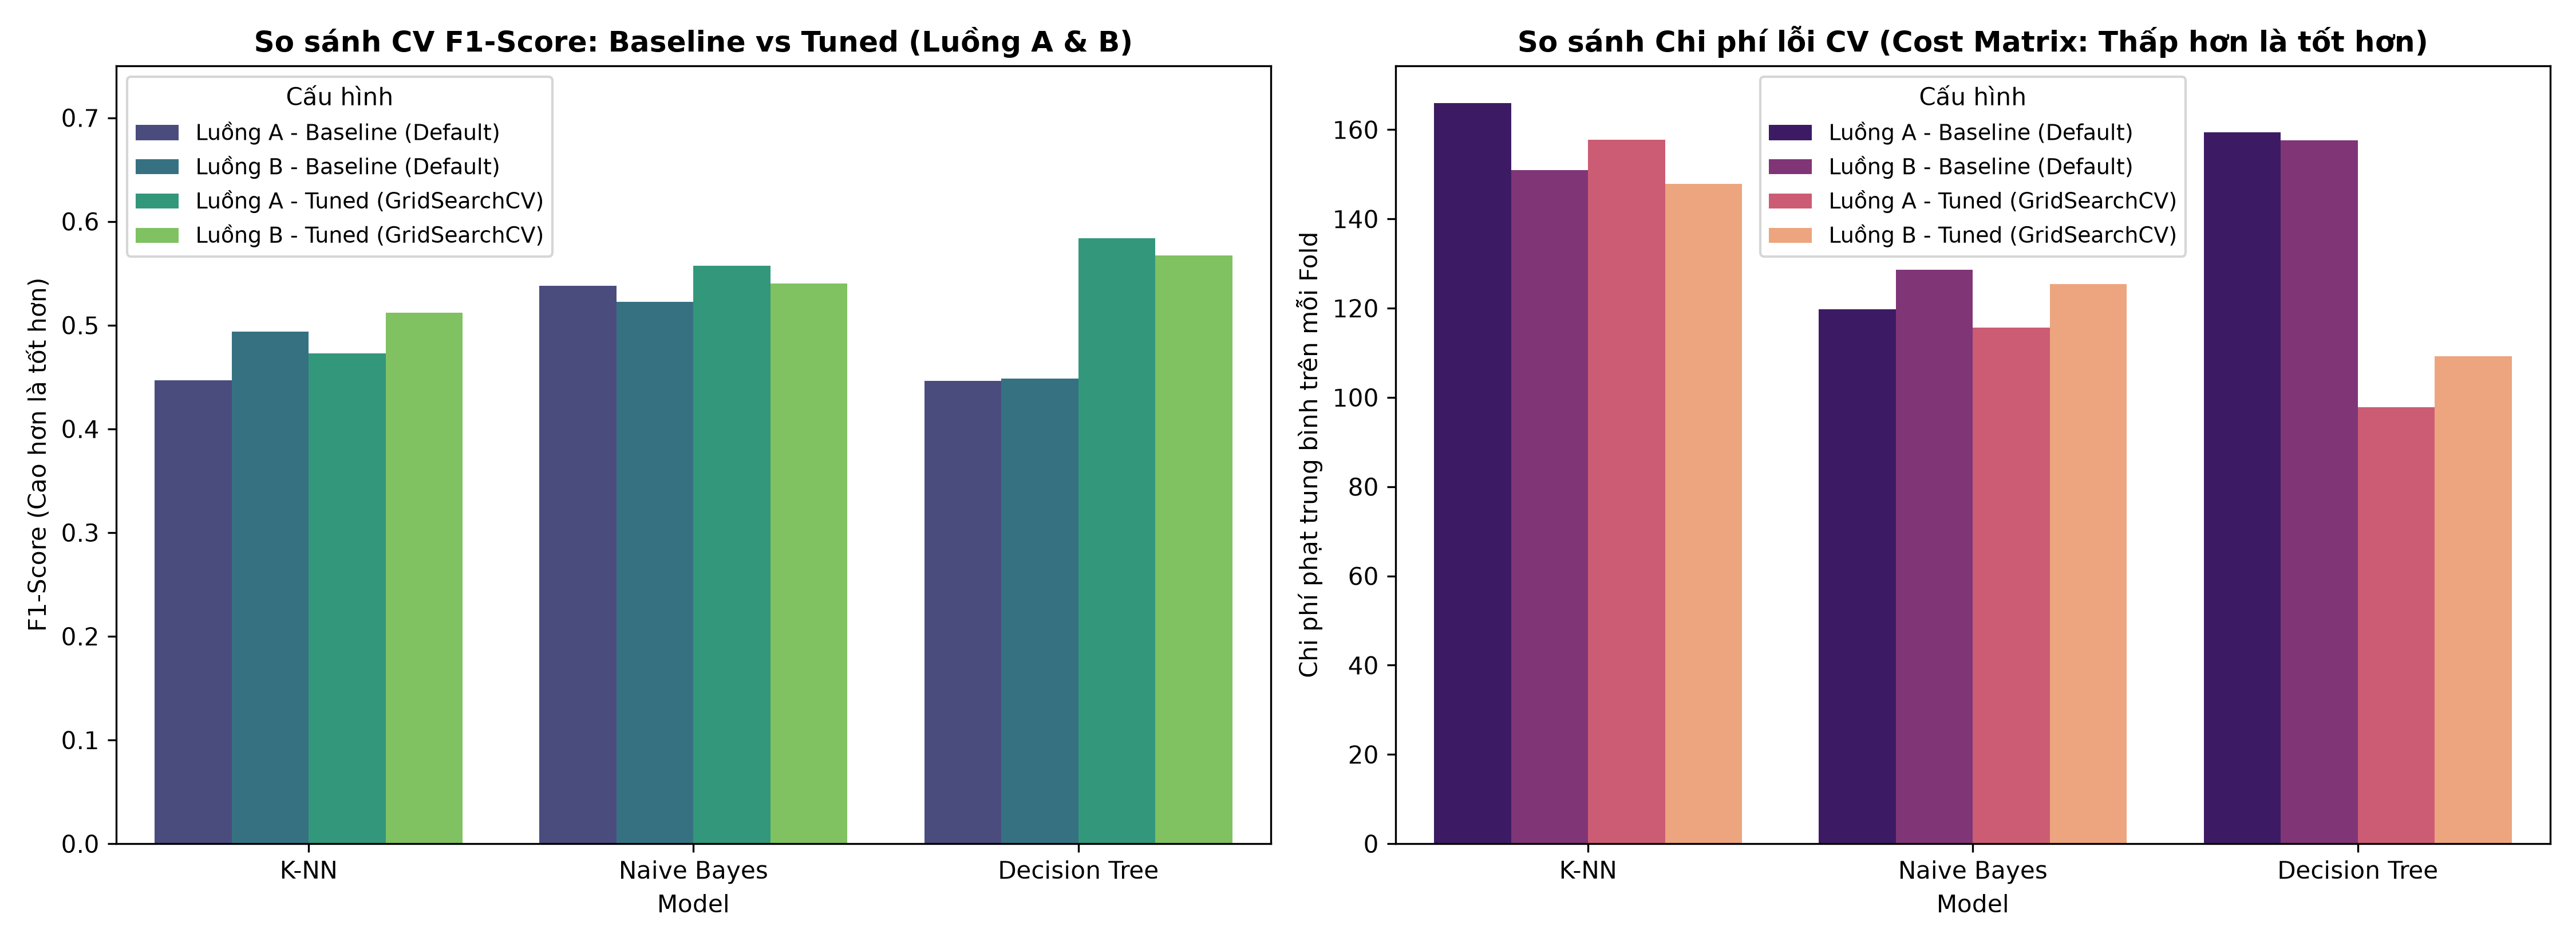 So sánh CV F1-Score: Baseline vs Tuned (Luồng A & B)
F1-Score (Cao hơn là tốt hơn)
0.7
0.6
0.5
0.4
0.3
0.2
0.1
0.0
Cấu hình
Luồng A - Baseline (Default)
Luồng B - Baseline (Default)
Luồng A - Tuned (GridSearchCV)
Luồng B - Tuned (GridSearchCV)
K-NN
Naive Bayes
Decision Tree
Model
So sánh Chi phí lỗi CV (Cost Matrix: Thấp hơn là tốt hơn)
Chi phí phạt trung bình trên mỗi Fold
160
140
120
100
80
60
40
20
0
Cấu hình
Luồng A - Baseline (Default)
Luồng B - Baseline (Default)
Luồng A - Tuned (GridSearchCV)
Luồng B - Tuned (GridSearchCV)
K-NN
Naive Bayes
Decision Tree
Model